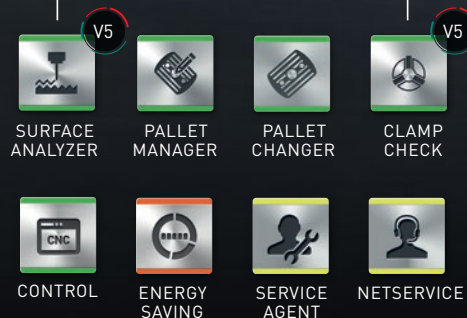 V5
V5
SURFACE
ANALYZER
PALLET
MANAGER
PALLET
CHANGER
CLAMP
CHECK
CNC
CONTROL
ENERGY
SAVING
SERVICE
AGENT
NETSERVICE